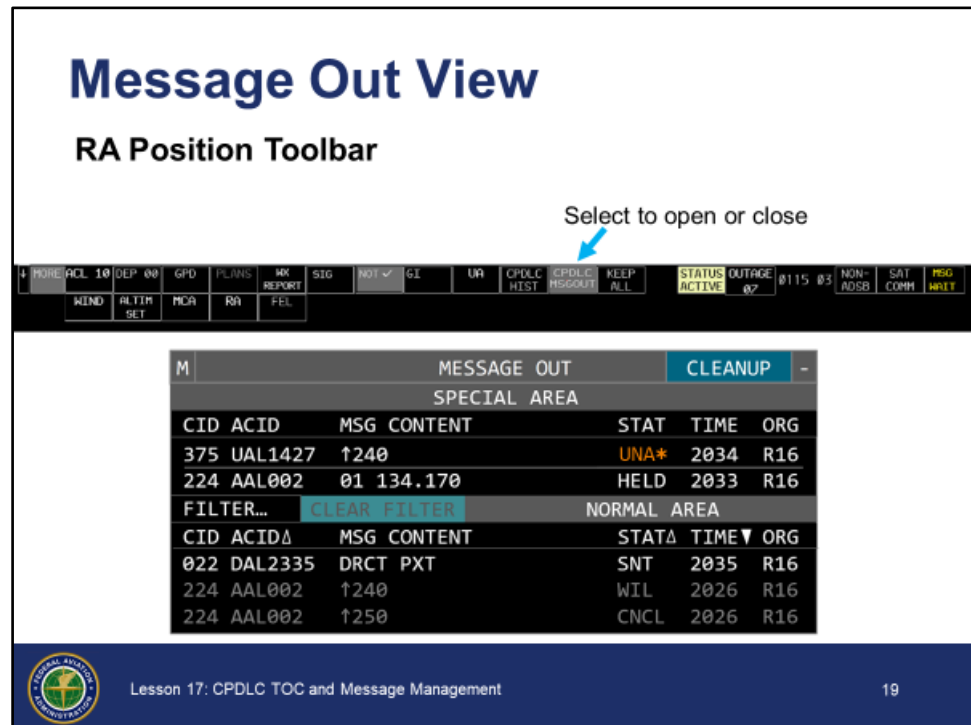 Message Out View
RA Position Toolbar
Select to open or close
↓ MORE ACL 10 DEP 00 GPD PLANS WX REPORT SIG NOT ✓ GI UA CPDLC HIST CPDLC MSGOUT KEEP ALL STATUS ACTIVE OUTAGE 07 0115 03 NON-ADSB SAT COMM MSG WAIT
WIND ALTIM SET MCA RA FEL
M MESSAGE OUT CLEANUP -
SPECIAL AREA
CID ACID MSG CONTENT STAT TIME ORG
375 UAL1427 ↑240 UNA* 2034 R16
224 AAL002 01 134.170 HELD 2033 R16
FILTER… CLEAR FILTER NORMAL AREA
CID ACID∆ MSG CONTENT STAT∆ TIME▼ ORG
022 DAL2335 DRCT PXT SNT 2035 R16
224 AAL002 ↑240 WIL 2026 R16
224 AAL002 ↑250 CNCL 2026 R16
FEDERAL AVIATION ADMINISTRATION
Lesson 17: CPDLC TOC and Message Management
19